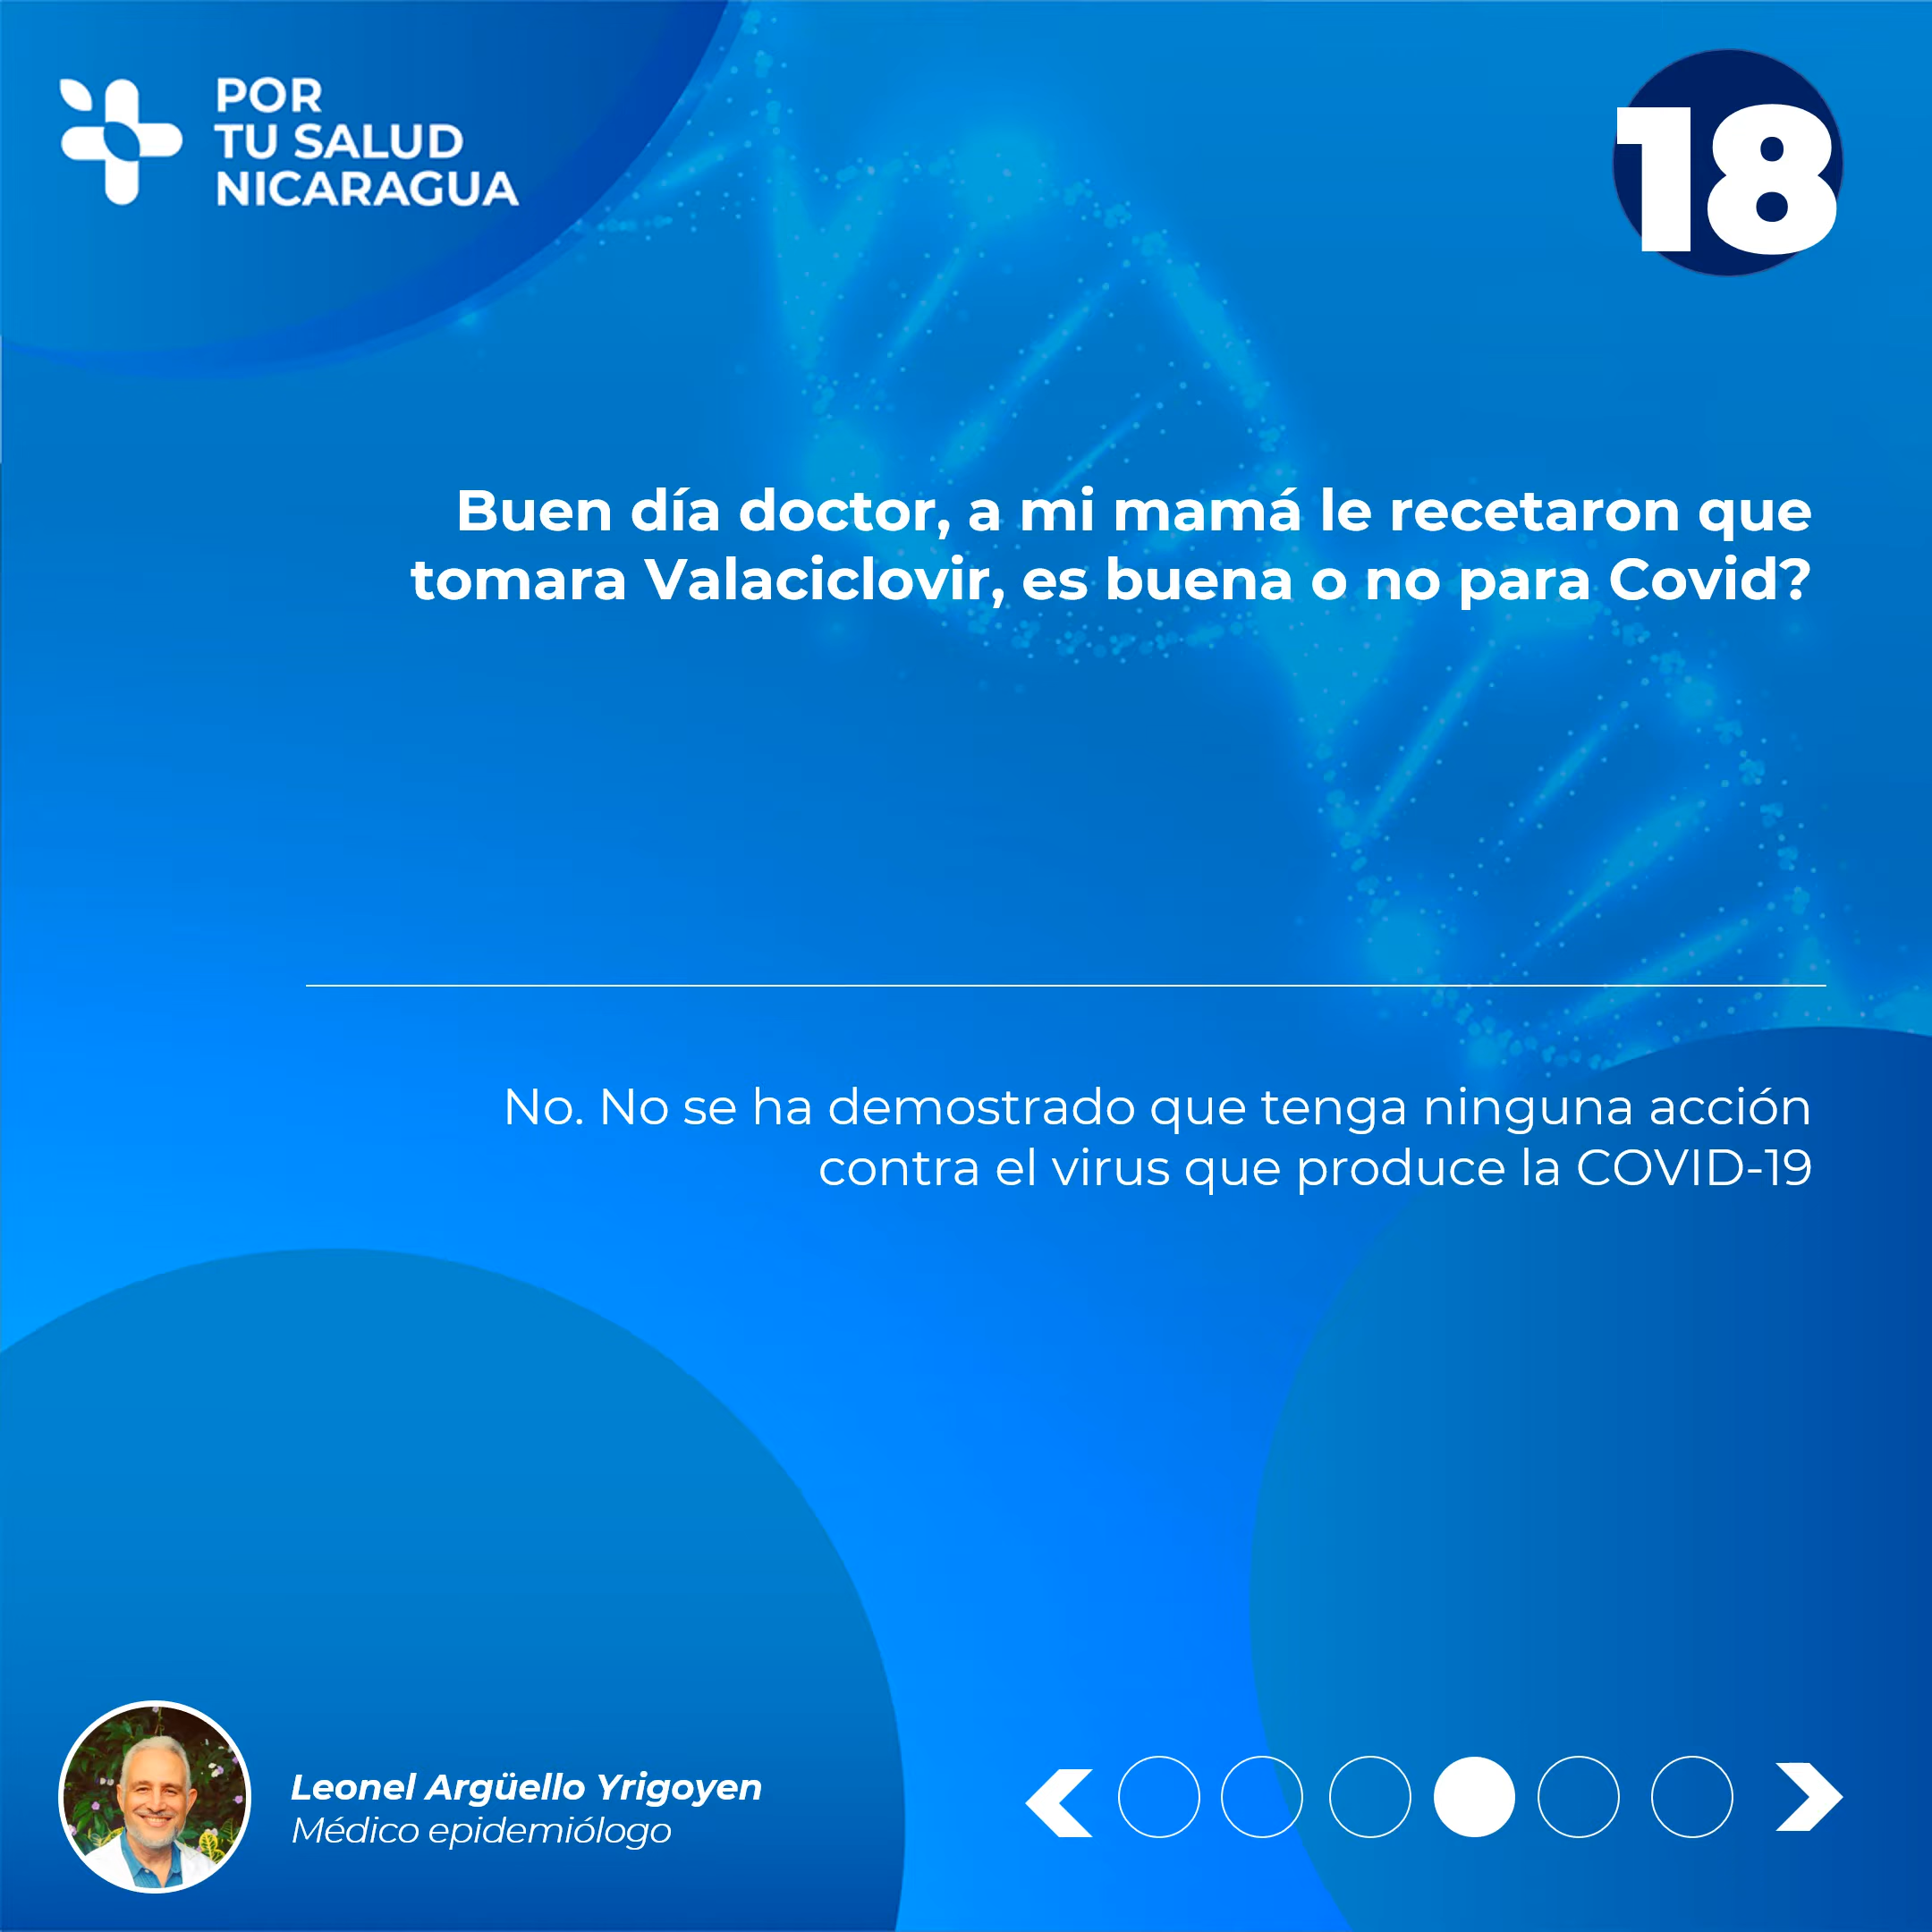 POR
TU SALUD
NICARAGUA
18
Buen día doctor, a mi mamá le recetaron que
tomara Valaciclovir, es buena o no para Covid?
No. No se ha demostrado que tenga ninguna acción
contra el virus que produce la COVID-19
Leonel Argüello Yrigoyen
Médico epidemiólogo